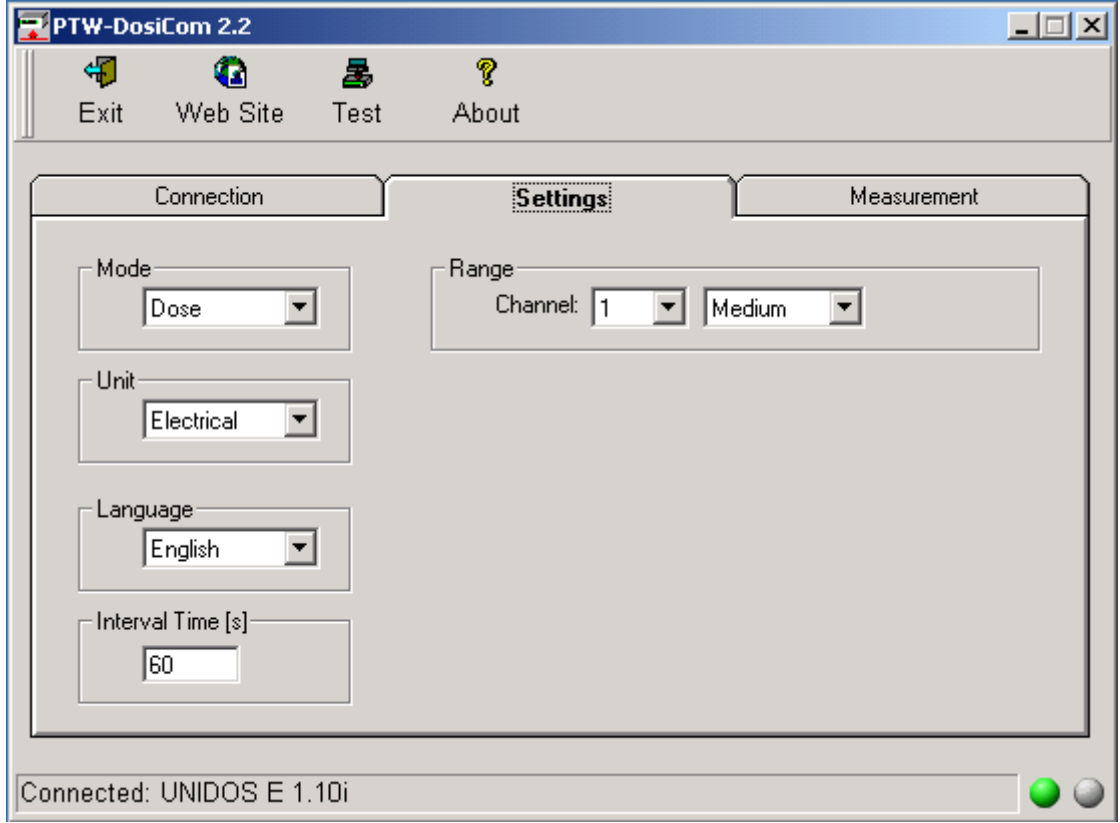 PTW-DosiCom 2.2
Exit Web Site Test About
Connection Settings Measurement
Mode
Dose
Range
Channel: 1 Medium
Unit
Electrical
Language
English
Interval Time [s]
60
Connected: UNIDOS E 1.10i